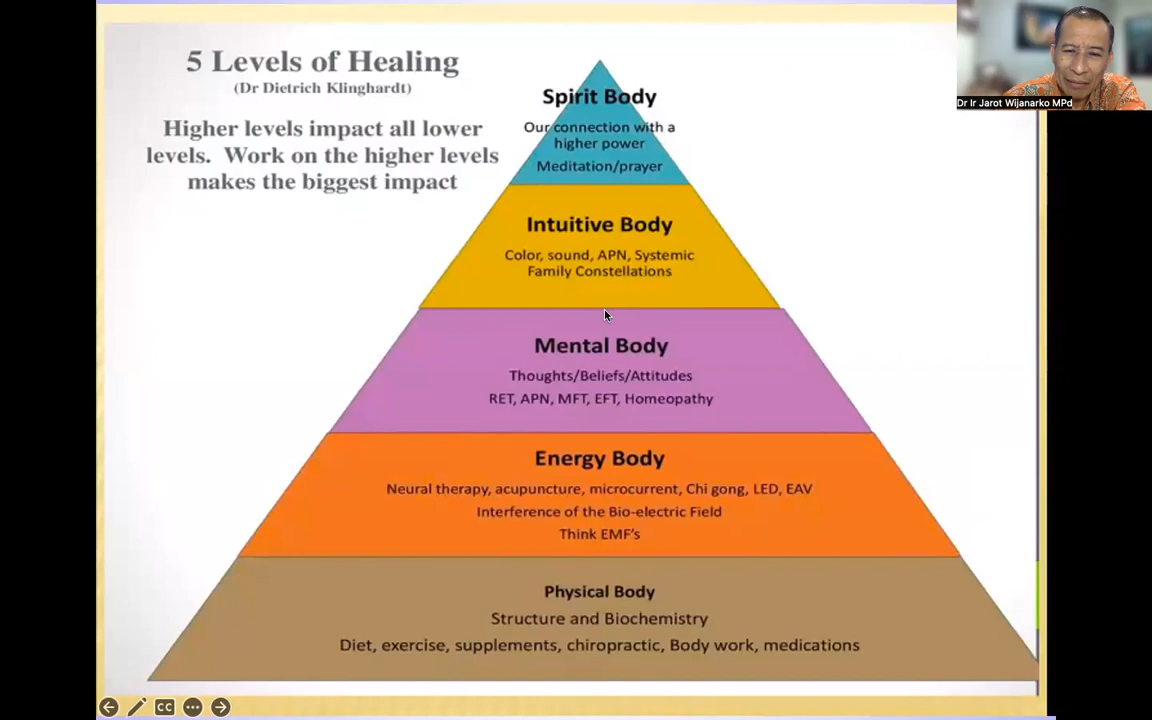 5 Levels of Healing
(Dr Dietrich Klinghardt)
Higher levels impact all lower
levels. Work on the higher levels
makes the biggest impact
Spirit Body
Our connection with a
higher power
Meditation/prayer
Intuitive Body
Color, sound, APN, Systemic
Family Constellations
Mental Body
Thoughts/Beliefs/Attitudes
RET, APN, MFT, EFT, Homeopathy
Energy Body
Neural therapy, acupuncture, microcurrent, Chi gong, LED, EAV
Interference of the Bio-electric Field
Think EMF's
Physical Body
Structure and Biochemistry
Diet, exercise, supplements, chiropractic, Body work, medications
Dr Ir Jarot Wijanarko MPd
CC